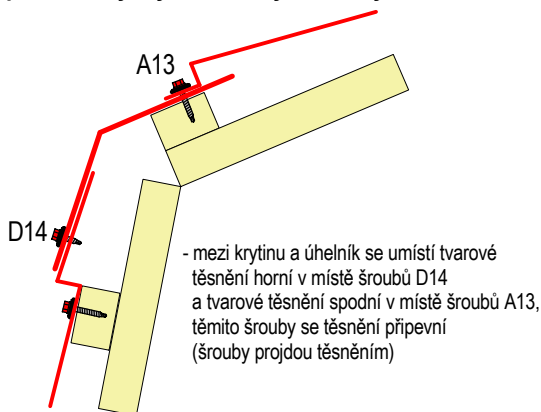 A13
D14
- mezi krytinu a úhelník se umístí tvarové
těsnění horní v místě šroubů D14
a tvarové těsnění spodní v místě šroubů A13,
těmito šrouby se těsnění připevní
(šrouby projdou těsněním)